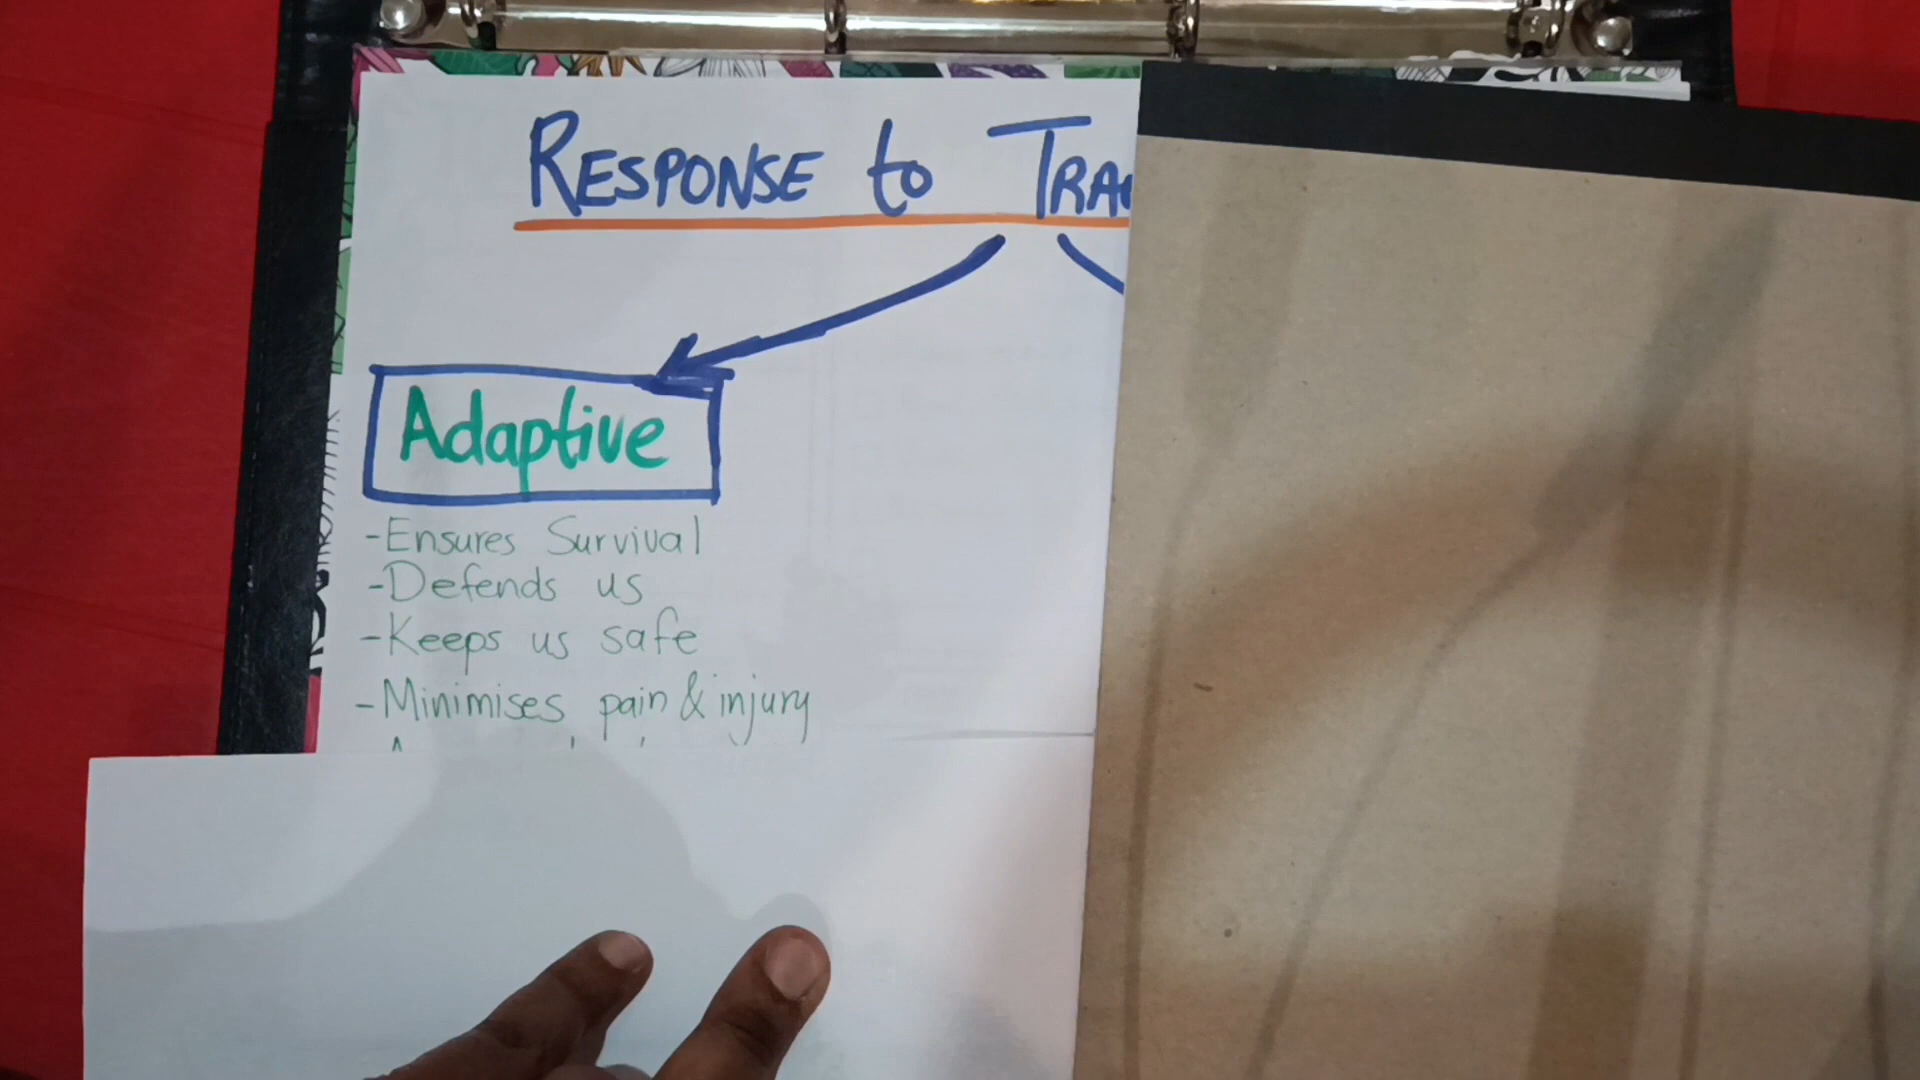 RESPONSE to TRA
Adaptive
-Ensures Survival
-Defends us
-Keeps us safe
-Minimises pain & injury